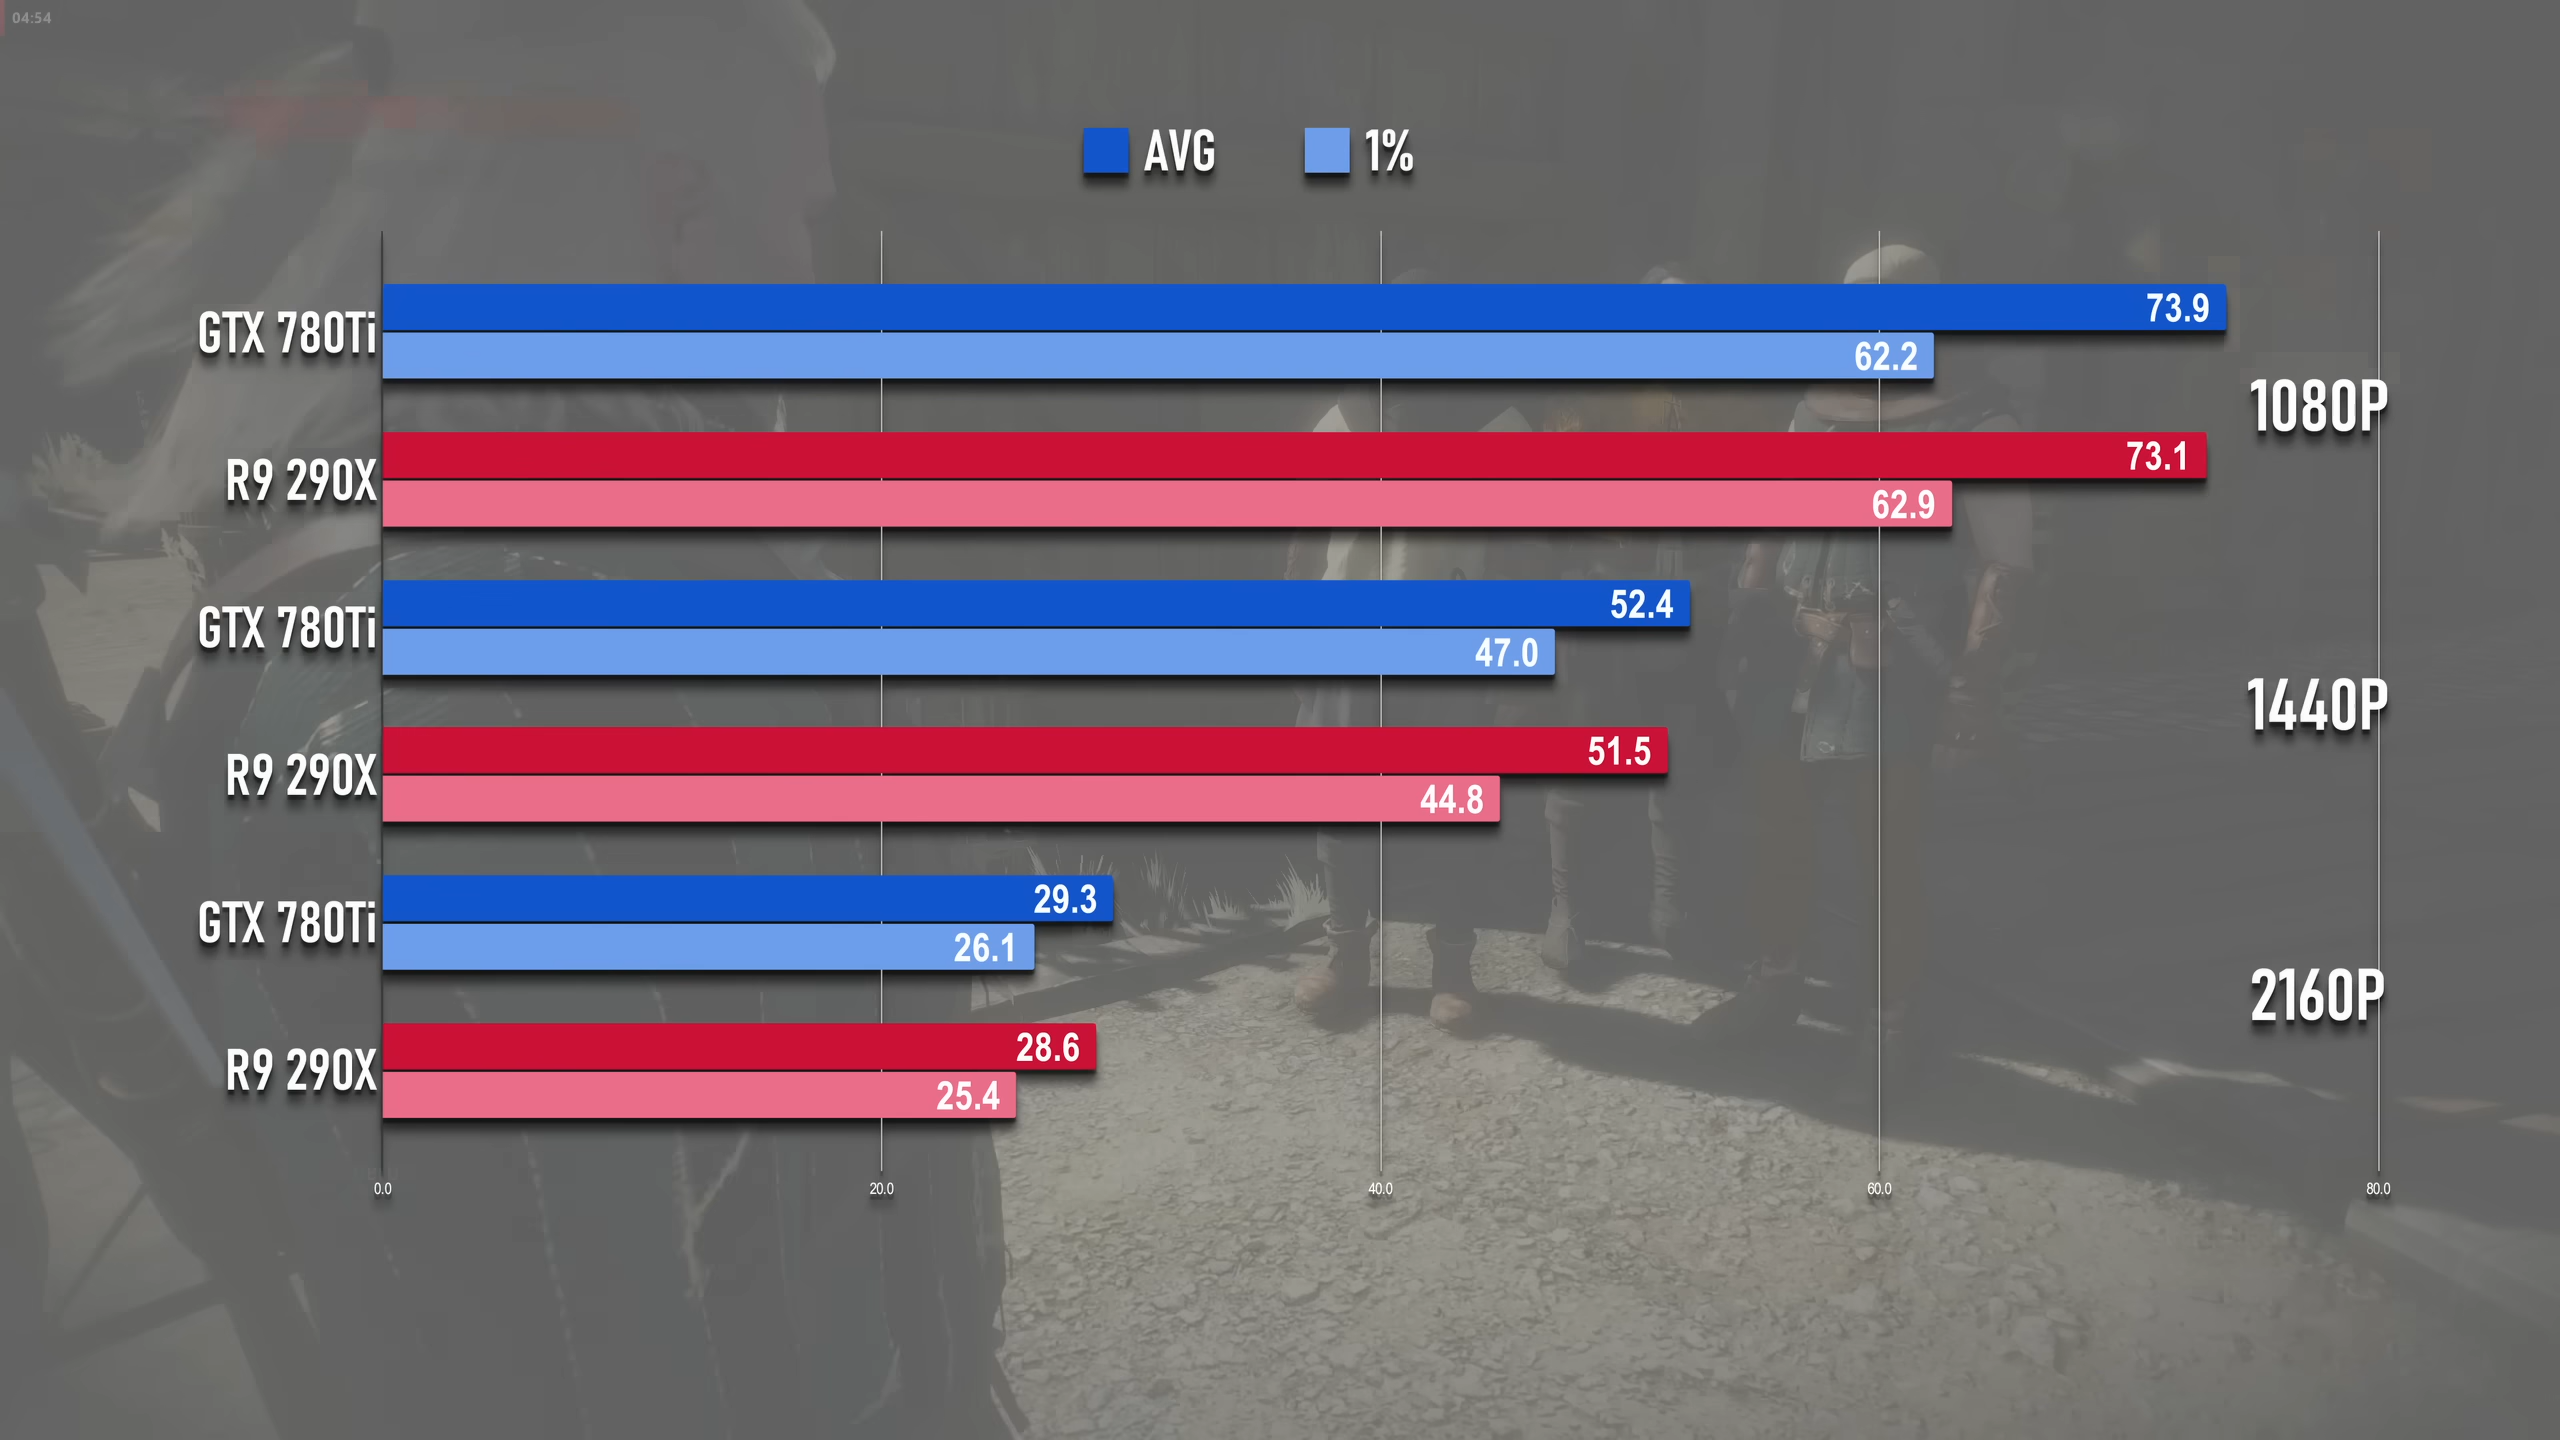 04:54
AVG 1%
GTX 780Ti
73.9
62.2
1080P
R9 290X
73.1
62.9
GTX 780Ti
52.4
47.0
1440P
R9 290X
51.5
44.8
GTX 780Ti
29.3
26.1
2160P
R9 290X
28.6
25.4
0.0 20.0 40.0 60.0 80.0